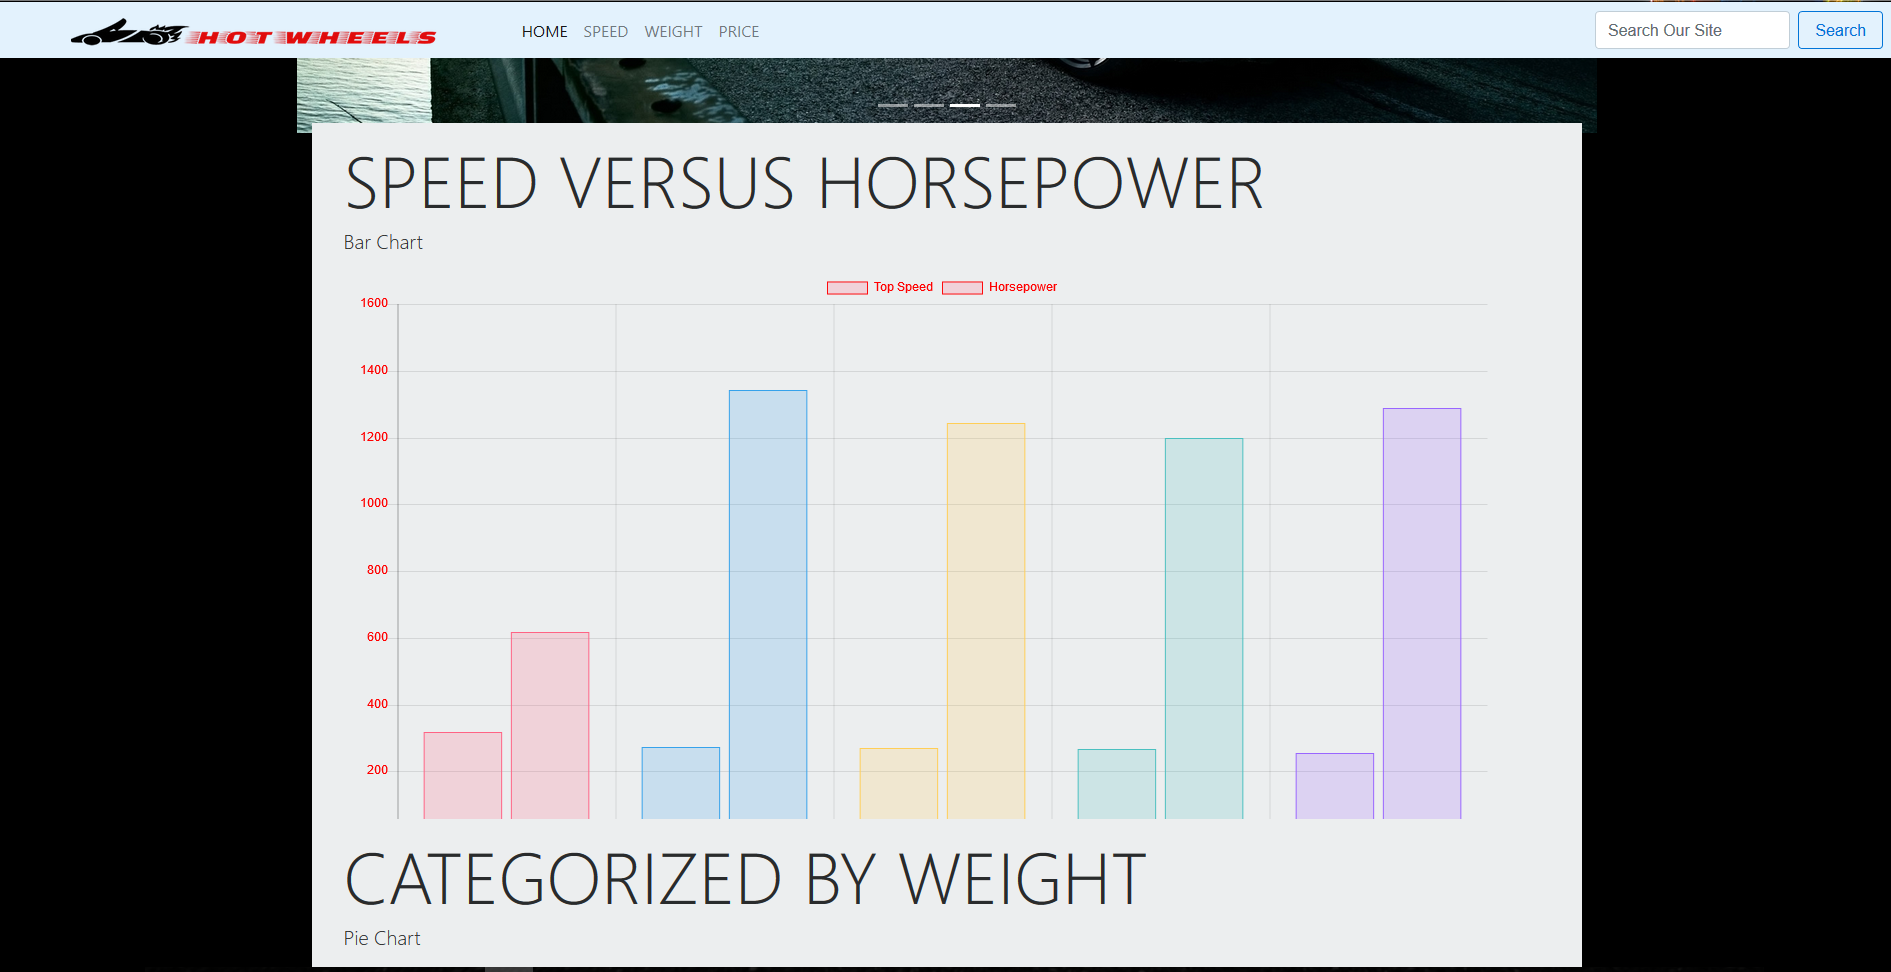 HOT WHEELS
HOME SPEED WEIGHT PRICE
Search Our Site
Search
SPEED VERSUS HORSEPOWER
Bar Chart
Top Speed Horsepower
1600
1400
1200
1000
800
600
400
200
CATEGORIZED BY WEIGHT
Pie Chart